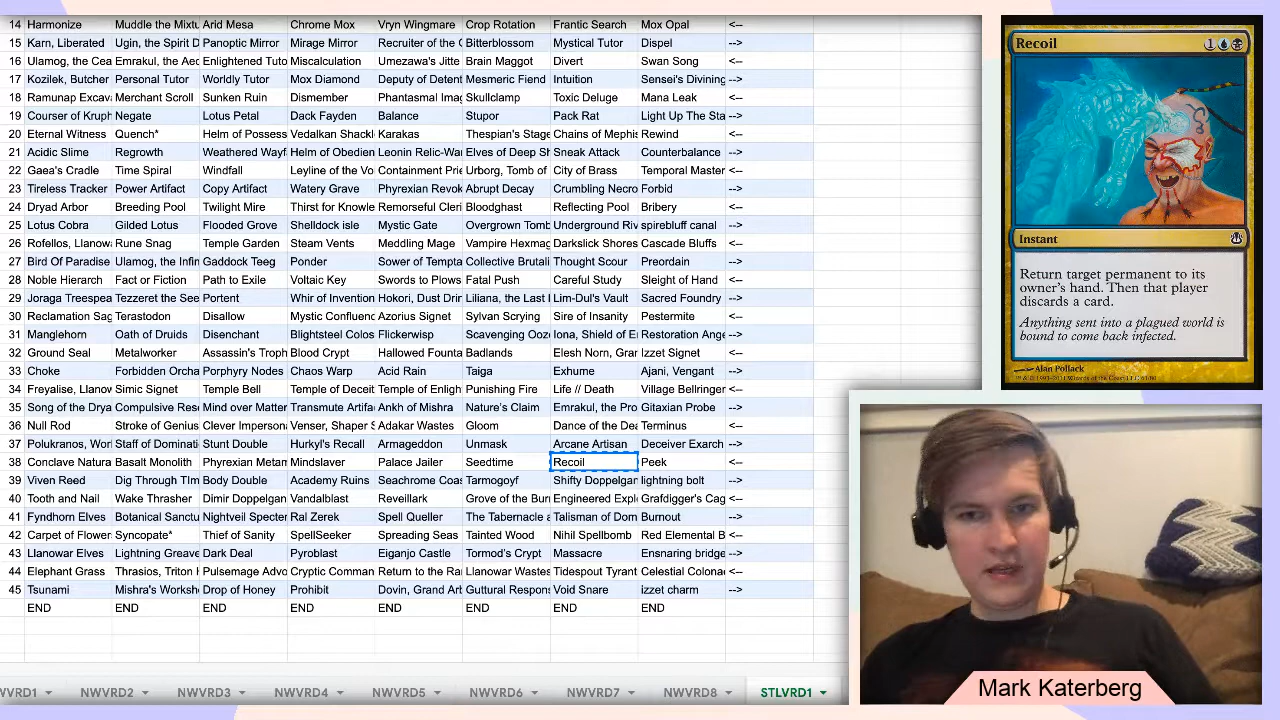 14 Harmonize Muddle the Mixtu Arid Mesa Chrome Mox Vryn Wingmare Crop Rotation Frantic Search Mox Opal <--
15 Karn, Liberated Ugin, the Spirit D Panoptic Mirror Mirage Mirror Recruiter of the Bitterblossom Mystical Tutor Dispel -->
16 Ulamog, the Cea Emrakul, the Aeo Enlightened Tuto Miscalculation Umezawa's Jitte Brain Maggot Divert Swan Song <--
17 Kozilek, Butcher Personal Tutor Worldly Tutor Mox Diamond Deputy of Detent Mesmeric Fiend Intuition Sensei's Divining -->
18 Ramunap Excav Merchant Scroll Sunken Ruin Dismember Phantasmal Imag Skullclamp Toxic Deluge Mana Leak <--
19 Courser of Kruph Negate Lotus Petal Dack Fayden Balance Stupor Pack Rat Light Up The Sta -->
20 Eternal Witness Quench* Helm of Possess Vedalkan Shackl Karakas Thespian's Stage Chains of Mephis Rewind <--
21 Acidic Slime Regrowth Weathered Wayf Helm of Obedien Leonin Relic-War Elves of Deep Sh Sneak Attack Counterbalance -->
22 Gaea's Cradle Time Spiral Windfall Leyline of the Vo Containment Prie Urborg, Tomb of City of Brass Temporal Master <--
23 Tireless Tracker Power Artifact Copy Artifact Watery Grave Phyrexian Revok Abrupt Decay Crumbling Necro Forbid -->
24 Dryad Arbor Breeding Pool Twilight Mire Thirst for Knowle Remorseful Cleri Bloodghast Reflecting Pool Bribery <--
25 Lotus Cobra Gilded Lotus Flooded Grove Shelldock isle Mystic Gate Overgrown Tomb Underground Riv spirebluff canal -->
26 Rofellos, Llanow Rune Snag Temple Garden Steam Meddling Mage Vampire Hexmag Darkslick Shores Cascade Bluffs <--
27 Bird Of Paradise Ulamog, the Infin Gaddock Teeg Ponder Sower of Tempta Collective Brutali Thought Scour Preordain -->
28 Noble Hierarch Fact or Fiction Path to Exile Voltaic Key Swords to Plows Fatal Push Careful Study Sleight of Hand <--
29 Joraga Treespea Tezzeret the See Portent Whir of Invention Hokori, Dust Drin Liliana, the Last Lim-Dul's Vault Sacred Foundry -->
30 Reclamation Sag Terastodon Disallow Mystic Confluenc Azorius Signet Sylvan Scrying Sire of Insanity Pestermite <--
31 Manglehorn Oath of Druids Disenchant Blightsteel Colos Flickerwisp Scavenging Ooze Iona, Shield of E Restoration Ange -->
32 Ground Seal Metalworker Assassin's Troph Blood Crypt Hallowed Founta Badlands Elesh Norn, Gran Izzet Signet <--
33 Choke Forbidden Orcha Porphyry Nodes Chaos Warp Acid Rain Taiga Exhume Ajani, Vengant -->
34 Freyalise, Llanow Simic Signet Temple Bell Punishing Fire Life // Death Village Bellringer <--
35 Song of the Drya Compulsive Rese Mind over Matter Transmute Artifa Ankh of Mishra Nature's Claim Emrakul, the Pro Gitaxian Probe -->
36 Null Rod Stroke of Genius Clever Imperson Venser, Shaper S Adakar Wastes Gloom Dance of the Dea Terminus <--
37 Polukranos, Wor Staff of Dominati Stunt Double Hurkyl's Recall Armageddon Unmask Arcane Artisan Deceiver Exarch -->
38 Conclave Natura Basalt Monolith Phyrexian Metam Mindslaver Palace Jailer Seedtime Recoil Peek <--
39 Viven Reed Dig Through TIm Body Double Academy Ruins Seachrome Coas Tarmogoyf Shifty Doppelgan lightning bolt -->
40 Tooth and Nail Wake Thrasher Dimir Doppelgan Vandalblast Reveillark Grove of the Bur Engineered Explo Grafdigger's Cag <--
41 Fyndhorn Elves Botanical Sanctu Nightveil Specter Ral Zerek Spell Queller The Tabernacle a Talisman of Dom Burnout -->
42 Carpet of Flower Syncopate* Thief of Sanity SpellSeeker Spreading Seas Tainted Wood Nihil Spellbomb Red Elemental B <--
43 Llanowar Elves Lightning Greave Dark Deal Pyroblast Eiganjo Castle Tormod's Crypt Massacre Ensnaring bridge -->
44 Elephant Grass Thrasios, Triton Pulsemage Advo Cryptic Comman Return to the Ra Llanowar Wastes Tidespout Tyrant Celestial Colonad <--
45 Tsunami Mishra's Worksh Drop of Honey Prohibit Dovin, Grand Art Guttural Respons Void Snare izzet charm -->
END END END END END END END END
WVRD1 NWVRD2 NWVRD3 NWVRD4 NWVRD5 NWVRD6 NWVRD7 NWVRD8 STLVRD1
Recoil 1
Instant
Return target permanent to its
owner's hand. Then that player
discards a card.
Anything sent into a plagued world is
bound to come back infected.
Alan Pollack
Mark Katerberg